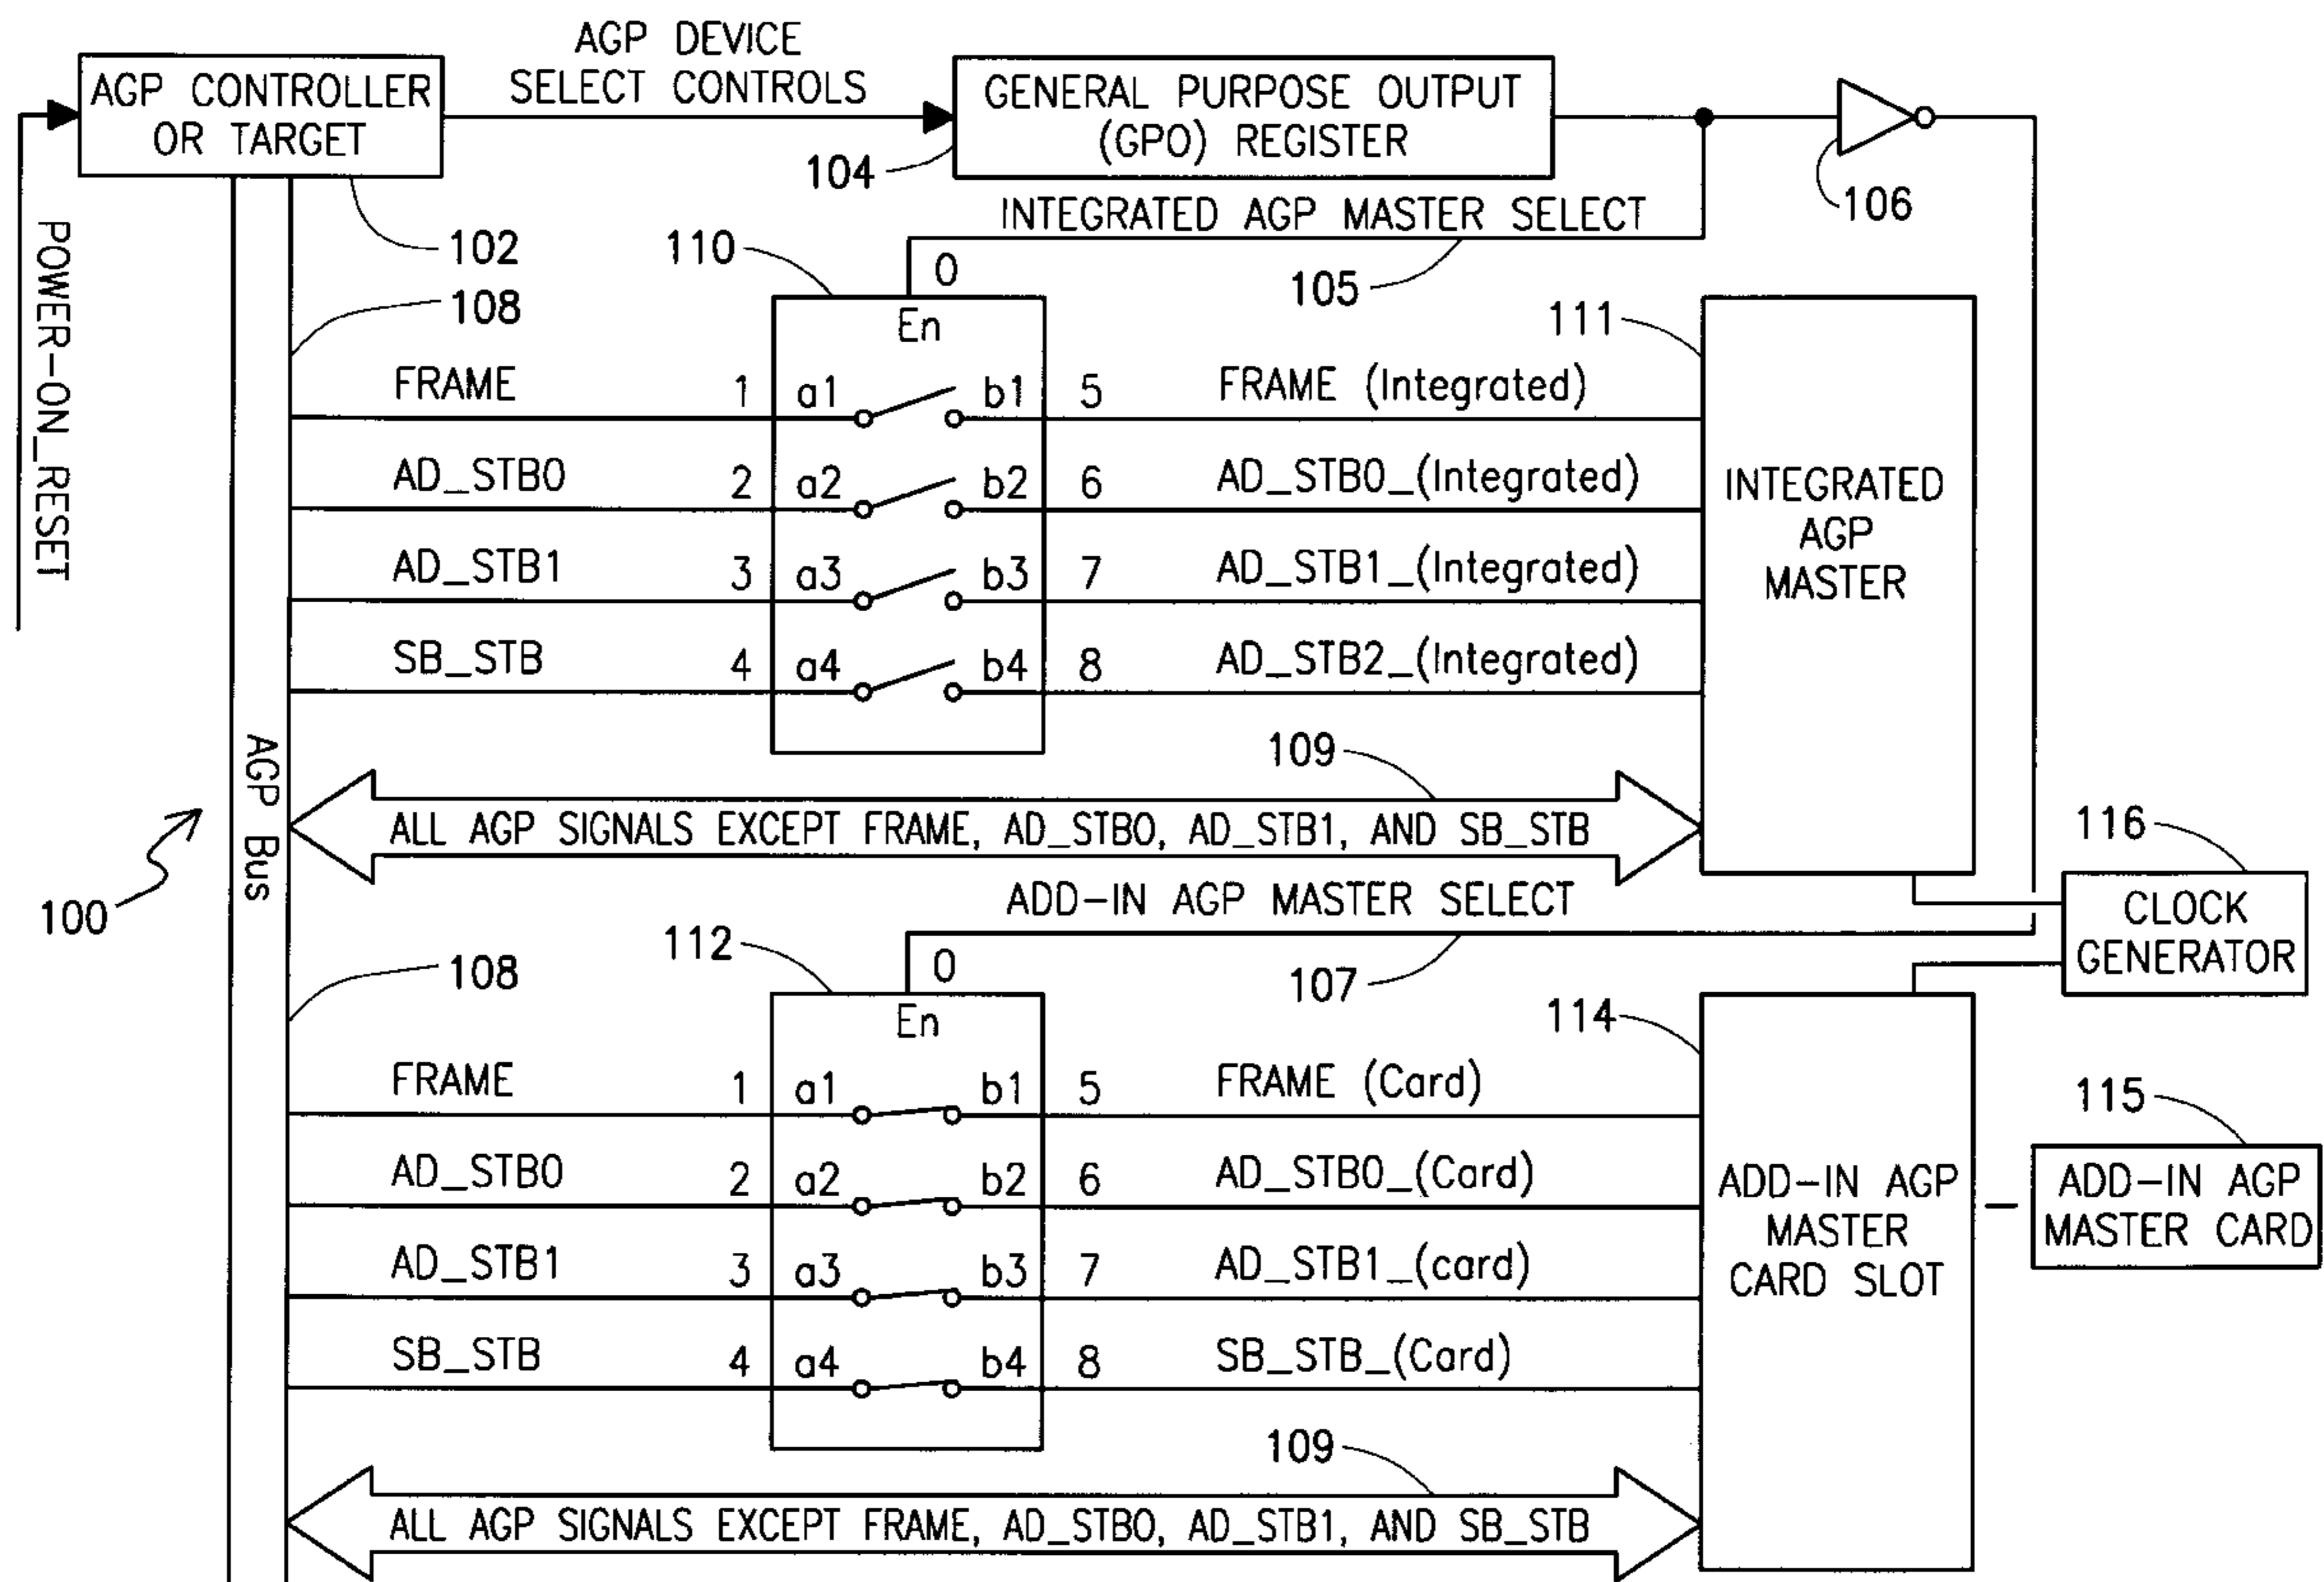 AGP DEVICE
SELECT CONTROLS
AGP CONTROLLER
OR TARGET
GENERAL PURPOSE OUTPUT
(GPO) REGISTER
104
106
POWER-ON_RESET
102
INTEGRATED AGP MASTER SELECT
110
0
105
108
En
111
FRAME 1 a1 b1 5 FRAME (Integrated)
AD_STB0 2 a2 b2 6 AD_STB0_(Integrated)
AD_STB1 3 a3 b3 7 AD_STB1_(Integrated)
SB_STB 4 a4 b4 8 AD_STB2_(Integrated)
INTEGRATED
AGP
MASTER
AGP Bus
109
ALL AGP SIGNALS EXCEPT FRAME, AD_STB0, AD_STB1, AND SB_STB
100
116
CLOCK
GENERATOR
ADD-IN AGP MASTER SELECT
112
0
107
108
En
114
FRAME 1 a1 b1 5 FRAME (Card)
AD_STB0 2 a2 b2 6 AD_STB0_(Card)
AD_STB1 3 a3 b3 7 AD_STB1_(card)
SB_STB 4 a4 b4 8 SB_STB_(Card)
ADD-IN AGP
MASTER
CARD SLOT
115
ADD-IN AGP
MASTER CARD
109
ALL AGP SIGNALS EXCEPT FRAME, AD_STB0, AD_STB1, AND SB_STB